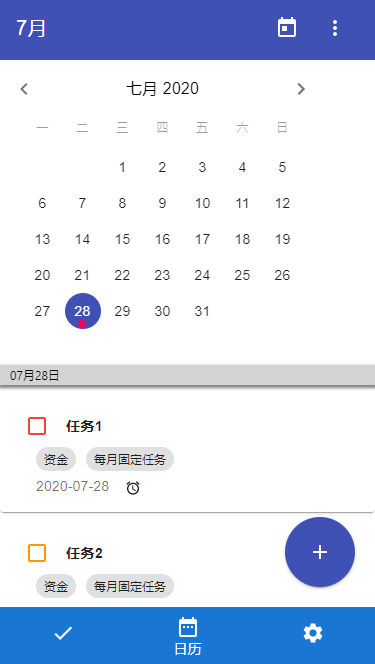 7月
七月 2020
一 二 三 四 五 六 日
1 2 3 4 5
6 7 8 9 10 11 12
13 14 15 16 17 18 19
20 21 22 23 24 25 26
27 28 29 30 31
07月28日
任务1
资金 每月固定任务
2020-07-28
任务2
资金 每月固定任务
日历